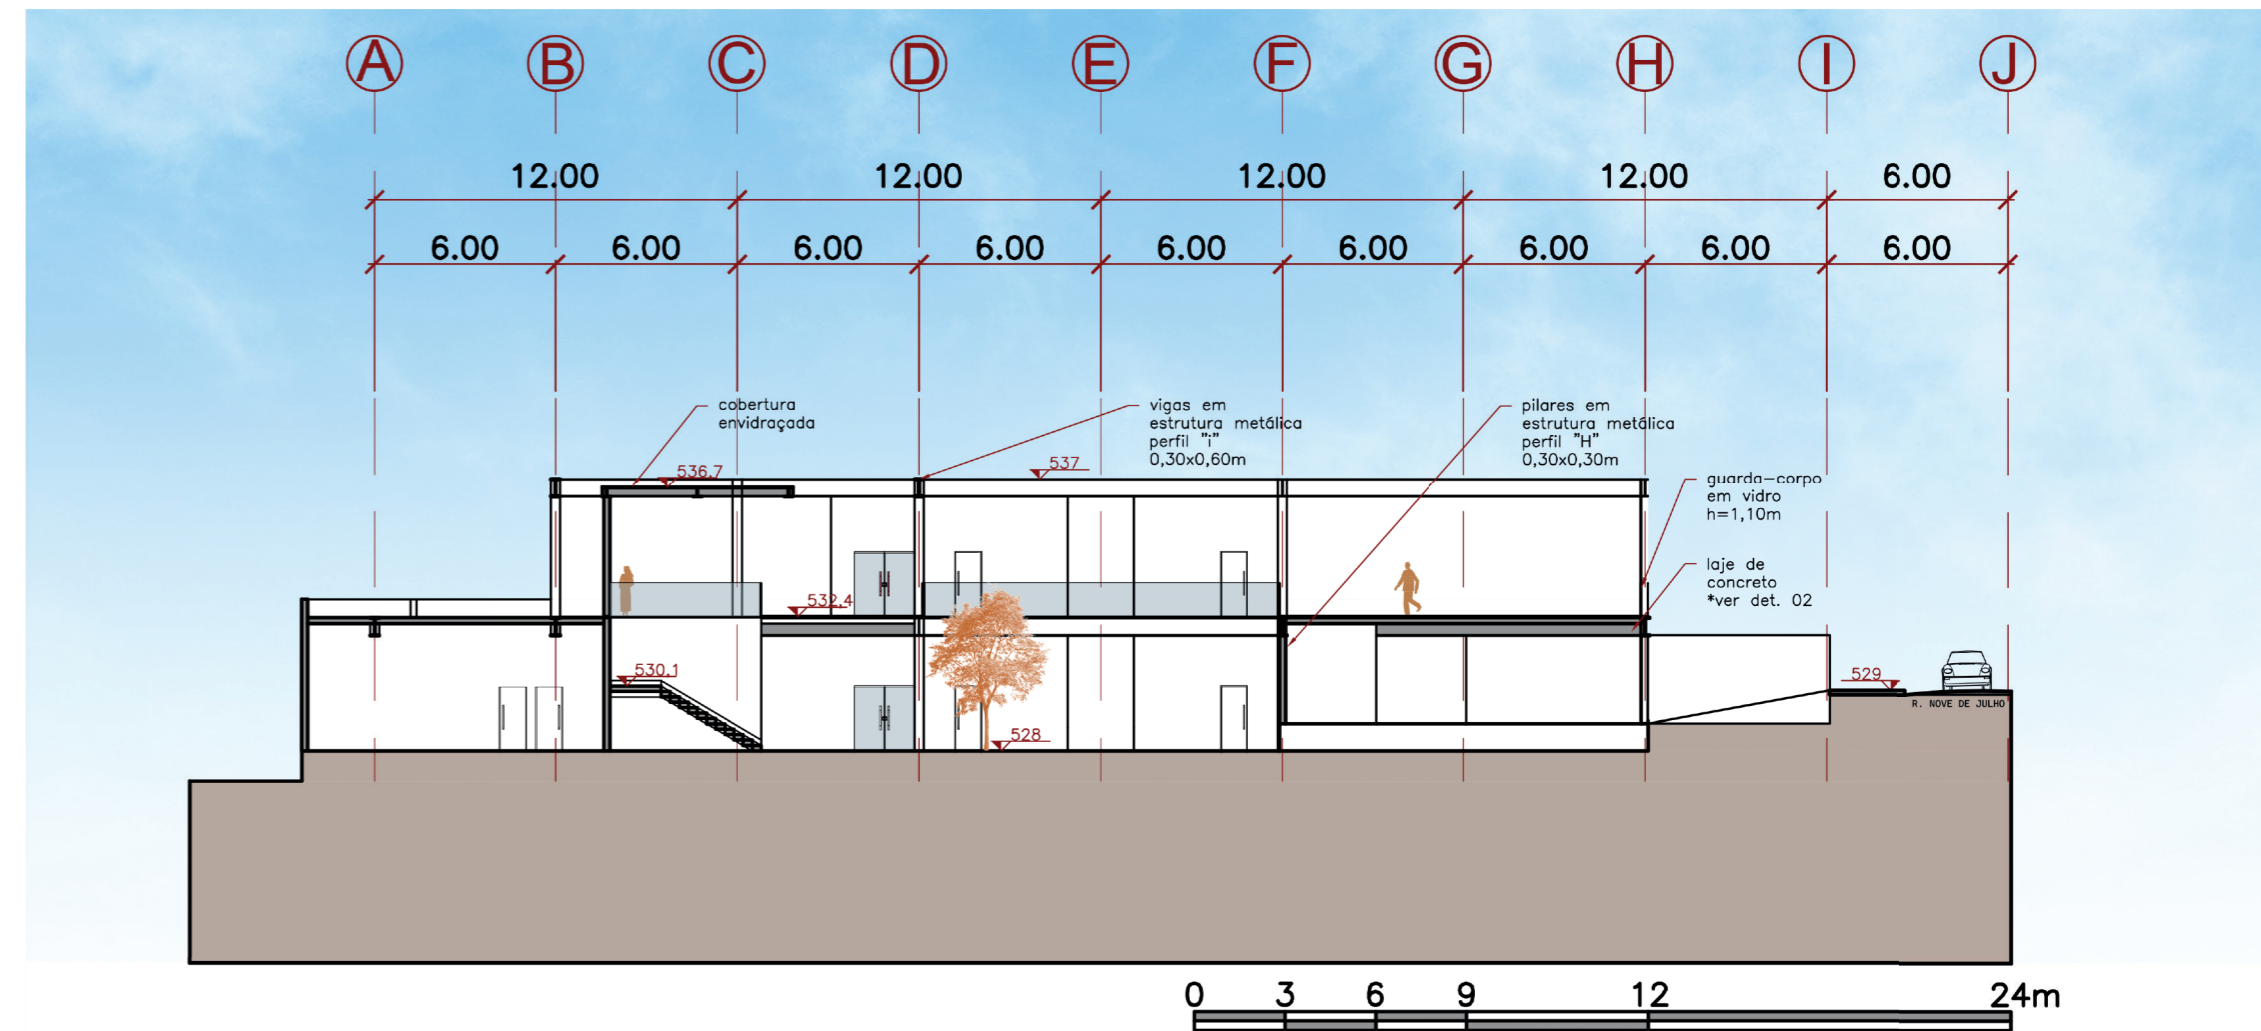 A B C D E F G H I J
12.00 12.00 12.00 12.00 6.00
6.00 6.00 6.00 6.00 6.00 6.00 6.00 6.00 6.00
cobertura
envidraçada
vigas em
estrutura metálica
perfil "i"
0,30x0,60m
pilares em
estrutura metálica
perfil "H"
0,30x0,30m
536.7
537
guarda-corpo
em vidro
h=1,10m
laje de
concreto
*ver det. 02
532.4
530.1
529
R. NOVE DE JULHO
528
0 3 6 9 12 24m